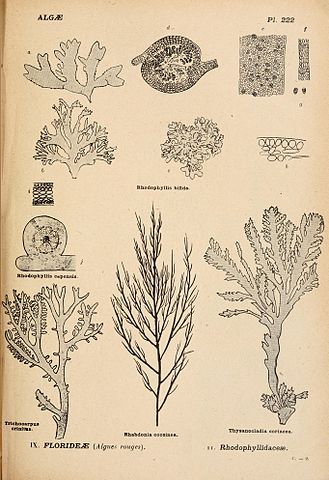 ALGÆ
Pl. 222
a
d
e
f
g
b
c
h
Rhodophyllis bifida.
i
Rhodophyllis capensis.
j
Trichocarpus crinitus.
Rhabdonia coccinea.
Thysanocladia coriacea.
IX. FLORIDEÆ (Algues rouges).
11. Rhodophyllidaceæ.